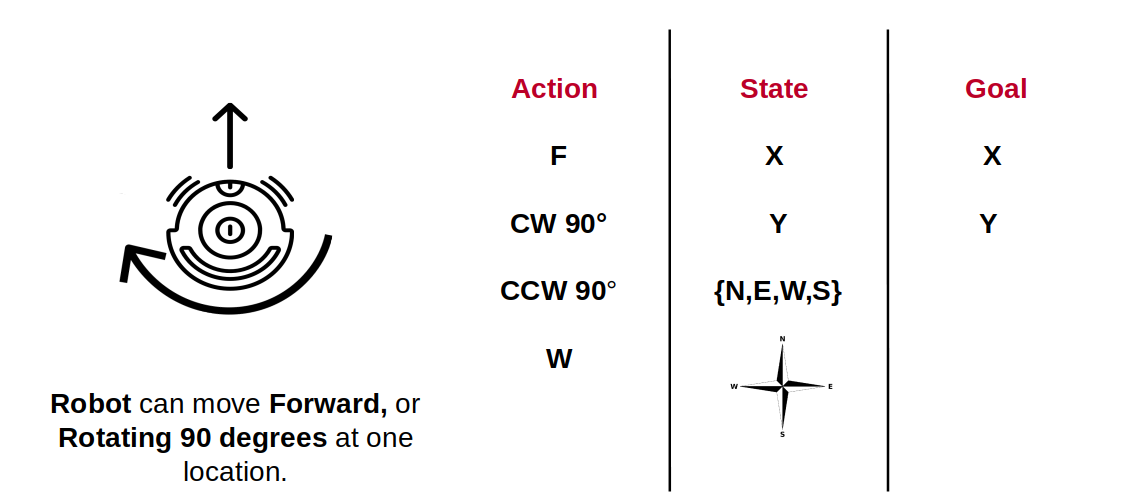 Action
F
CW 90°
CCW 90°
W
State
X
Y
{N,E,W,S}
N
W E
S
Goal
X
Y
Robot can move Forward, or
Rotating 90 degrees at one
location.